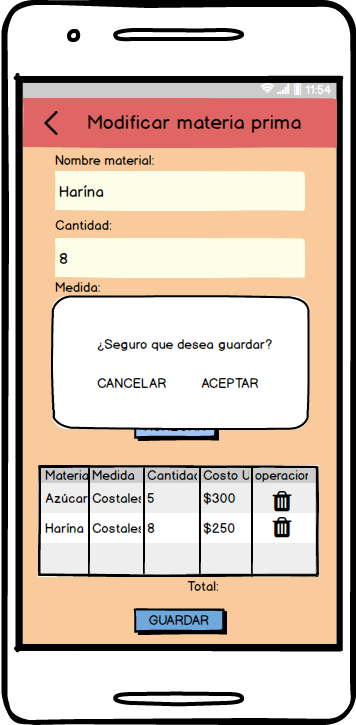 11:54
Modificar materia prima
Nombre material:
Harína
Cantidad:
8
Medida:
¿Seguro que desea guardar?
CANCELAR ACEPTAR
Materia Medida Cantidad Costo U operacion
Azúcar Costales 5 $300
Harína Costales 8 $250
Total:
GUARDAR